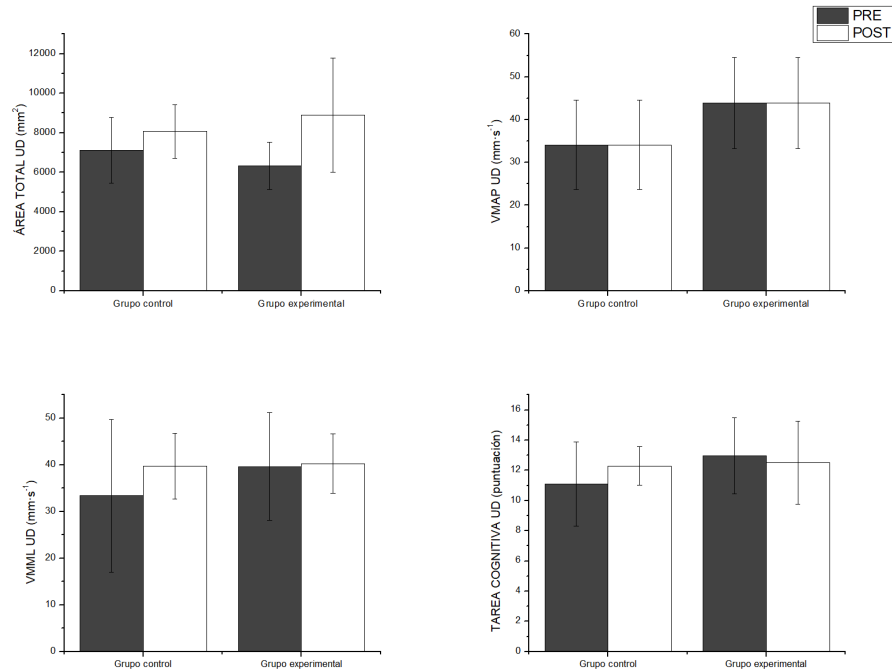 PRE
POST
ÁREA TOTAL UD (mm²)
12000
10000
8000
6000
4000
2000
0
Grupo control Grupo experimental
VMAP UD (mm·s⁻¹)
60
50
40
30
20
10
0
Grupo control Grupo experimental
VMML UD (mm·s⁻¹)
50
40
30
20
10
0
Grupo control Grupo experimental
TAREA COGNITIVA UD (puntuación)
16
14
12
10
8
6
4
2
0
Grupo control Grupo experimental